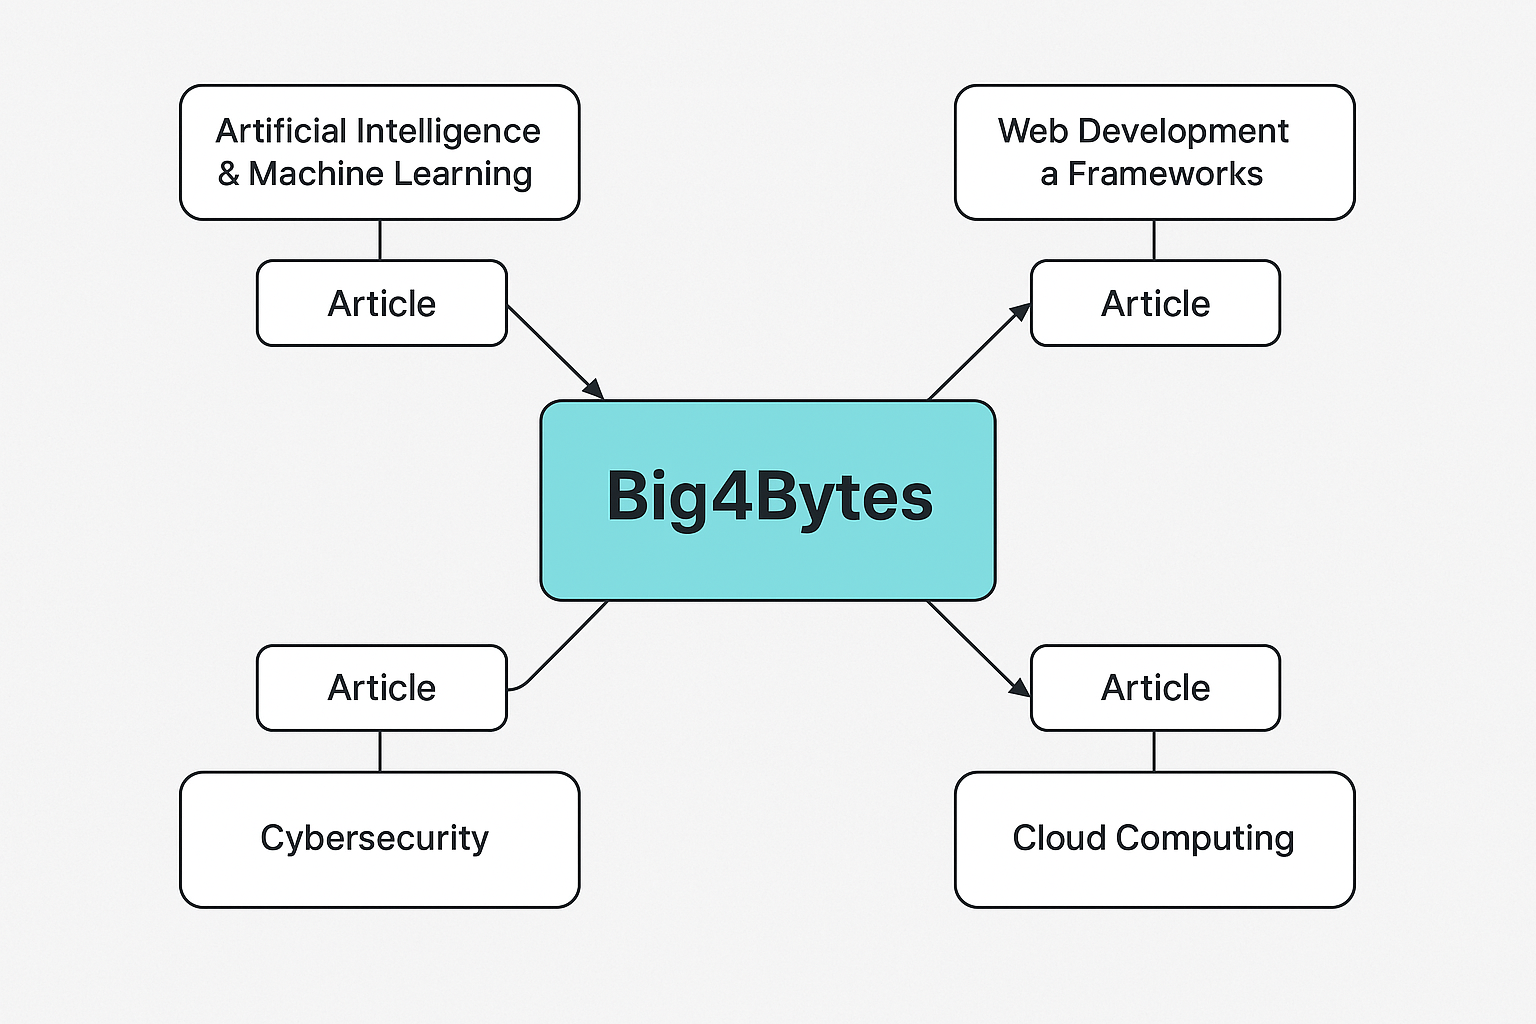 Artificial Intelligence
& Machine Learning
Web Development
a Frameworks
Article
Article
Big4Bytes
Article
Article
Cybersecurity
Cloud Computing